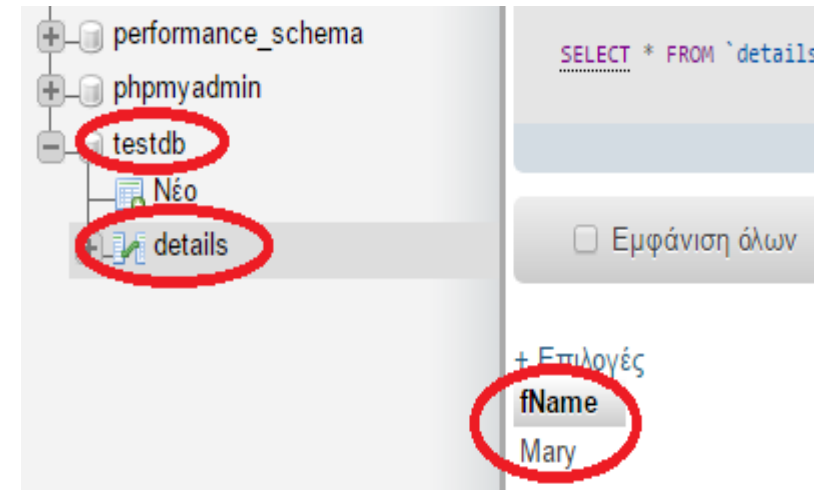 performance_schema
phpmyadmin
testdb
Νέο
details
SELECT * FROM `details
Εμφάνιση όλων
+ Επιλογές
fName
Mary